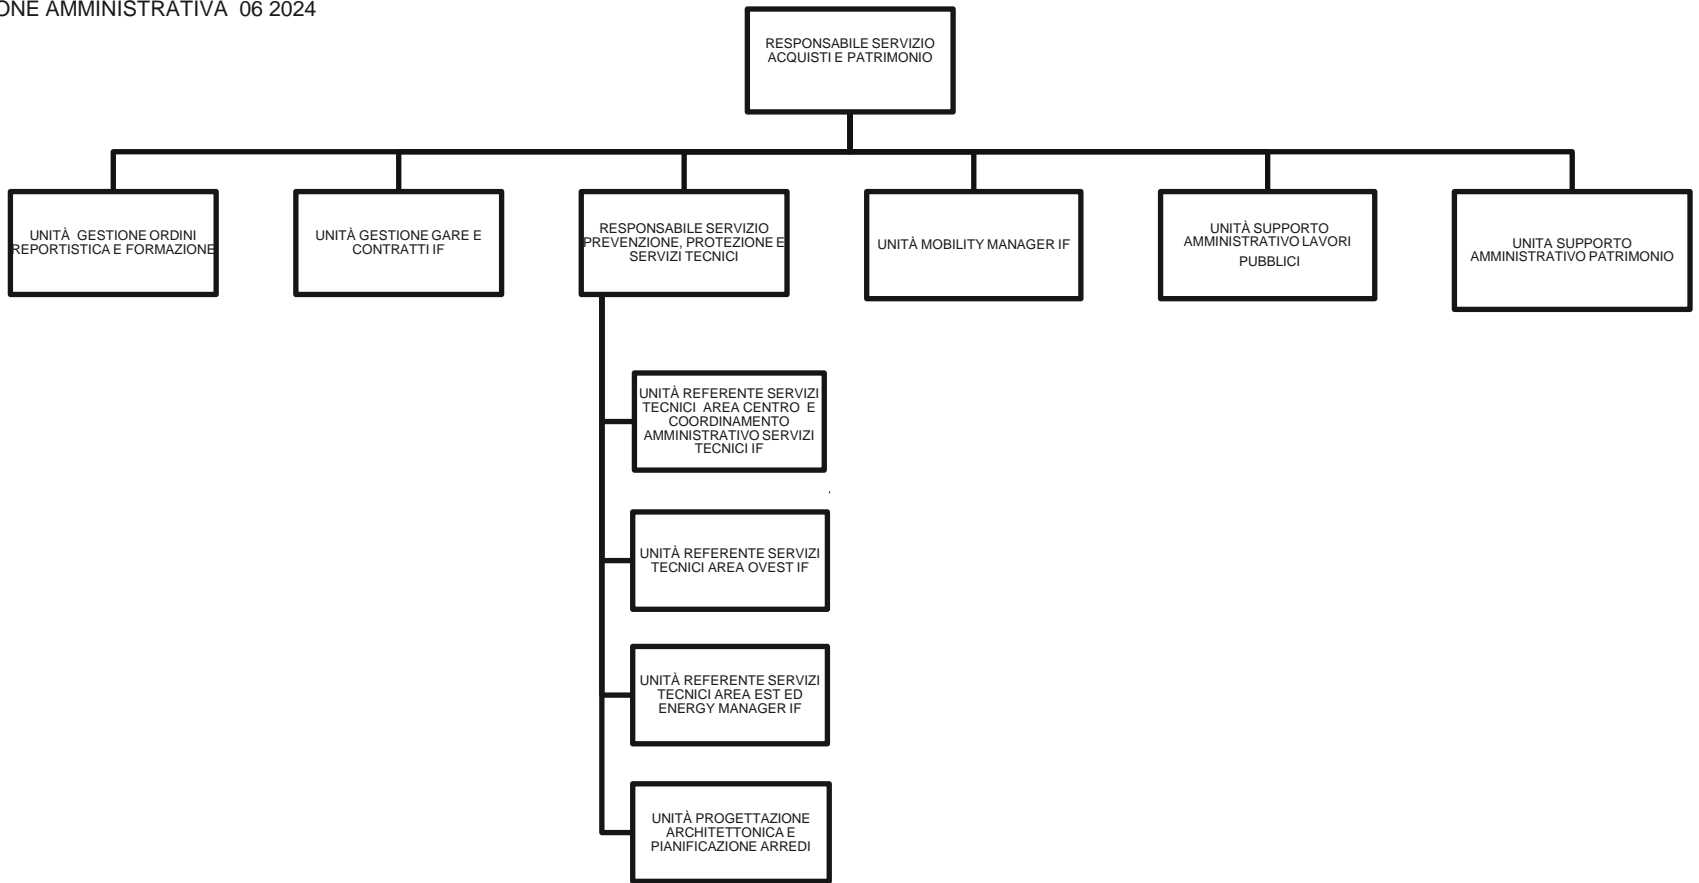 ONE AMMINISTRATIVA 06 2024
RESPONSABILE SERVIZIO
ACQUISTI E PATRIMONIO
UNITÀ GESTIONE ORDINI
REPORTISTICA E FORMAZIONE
UNITÀ GESTIONE GARE E
CONTRATTI IF
RESPONSABILE SERVIZIO
PREVENZIONE, PROTEZIONE E
SERVIZI TECNICI
UNITÀ MOBILITY MANAGER IF
UNITÀ SUPPORTO
AMMINISTRATIVO LAVORI
PUBBLICI
UNITA SUPPORTO
AMMINISTRATIVO PATRIMONIO
UNITÀ REFERENTE SERVIZI
TECNICI AREA CENTRO E
COORDINAMENTO
AMMINISTRATIVO SERVIZI
TECNICI IF
UNITÀ REFERENTE SERVIZI
TECNICI AREA OVEST IF
UNITÀ REFERENTE SERVIZI
TECNICI AREA EST ED
ENERGY MANAGER IF
UNITÀ PROGETTAZIONE
ARCHITETTONICA E
PIANIFICAZIONE ARREDI